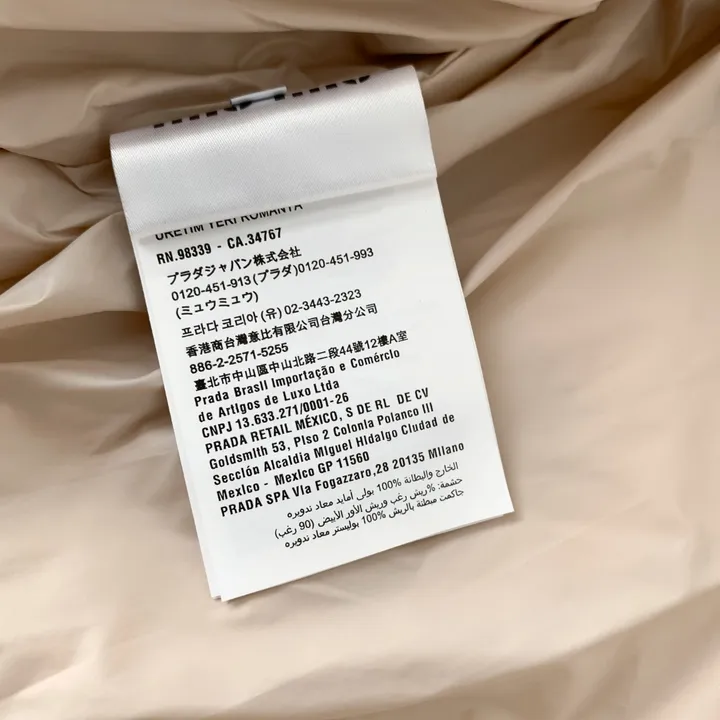 ÜRETİM YERİ ROMANYA
RN.98339 - CA.34767
プラダジャパン株式会社
0120-451-913(プラダ)0120-451-993
(ミュウミュウ)
프라다 코리아 (유) 02-3443-2323
香港商台灣意比有限公司台灣分公司
886-2-2571-5255
臺北市中山區中山北路二段44號12樓A室
Prada Brasil Importação e Comércio
de Artigos de Luxo Ltda
CNPJ 13.633.271/0001-26
PRADA RETAIL MÉXICO, S DE RL DE CV
Goldsmith 53, Piso 2 Colonia Polanco III
Sección Alcaldia Miguel Hidalgo Ciudad de
Mexico - Mexico GP 11560
PRADA SPA Via Fogazzaro,28 20135 Milano
الخارج والبطانة 100% بولى أمايد معاد تدويره
حشمة: %ريش رغب وريش الأوز الأبيض (90 رغب)
جاكمت مبطنة بالريش 100% بوليستر معاد تدويره